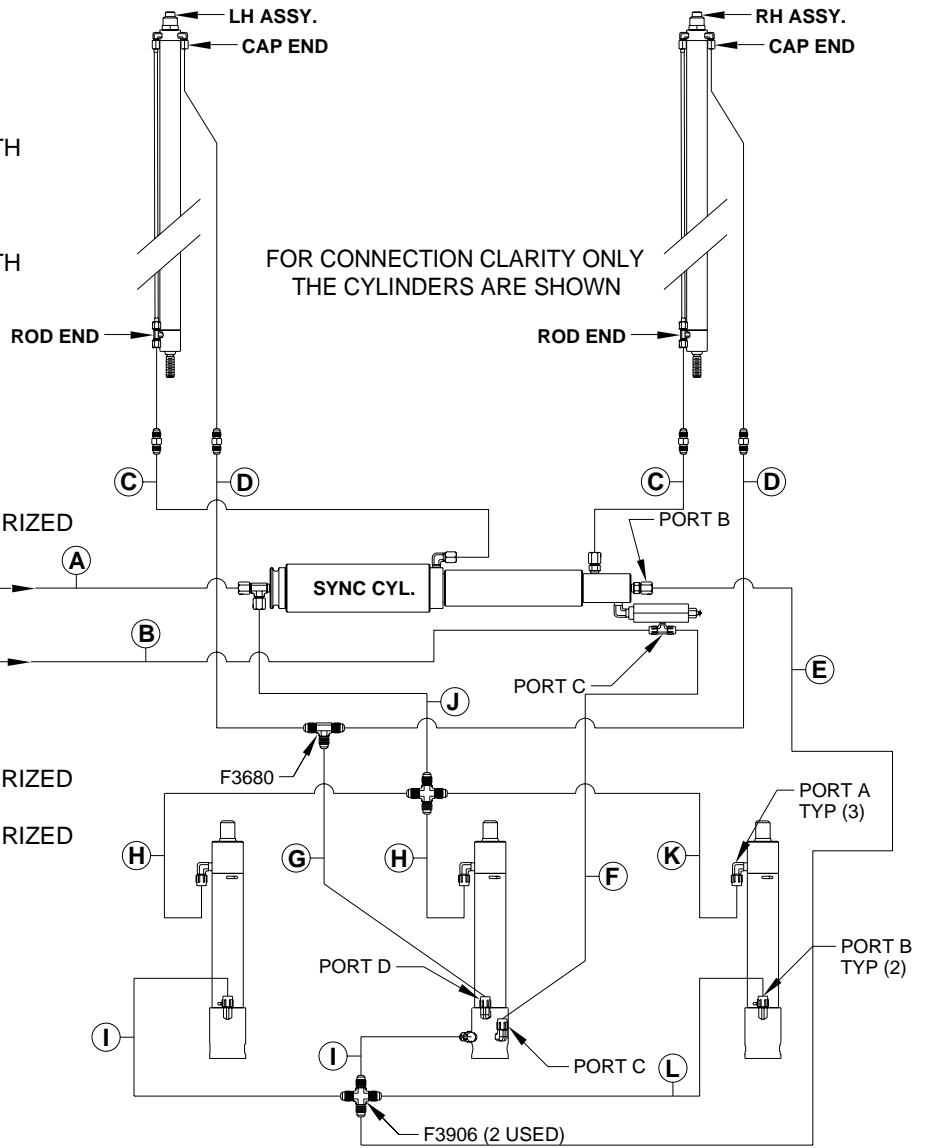 LH ASSY.
CAP END
RH ASSY.
CAP END
TH
TH
FOR CONNECTION CLARITY ONLY
THE CYLINDERS ARE SHOWN
ROD END
ROD END
C
D
C
D
RIZED
PORT B
A
SYNC CYL.
B
E
PORT C
J
F3680
RIZED
PORT A
TYP (3)
RIZED
H
G
H
F
K
PORT D
PORT B
TYP (2)
I
I
PORT C
L
F3906 (2 USED)